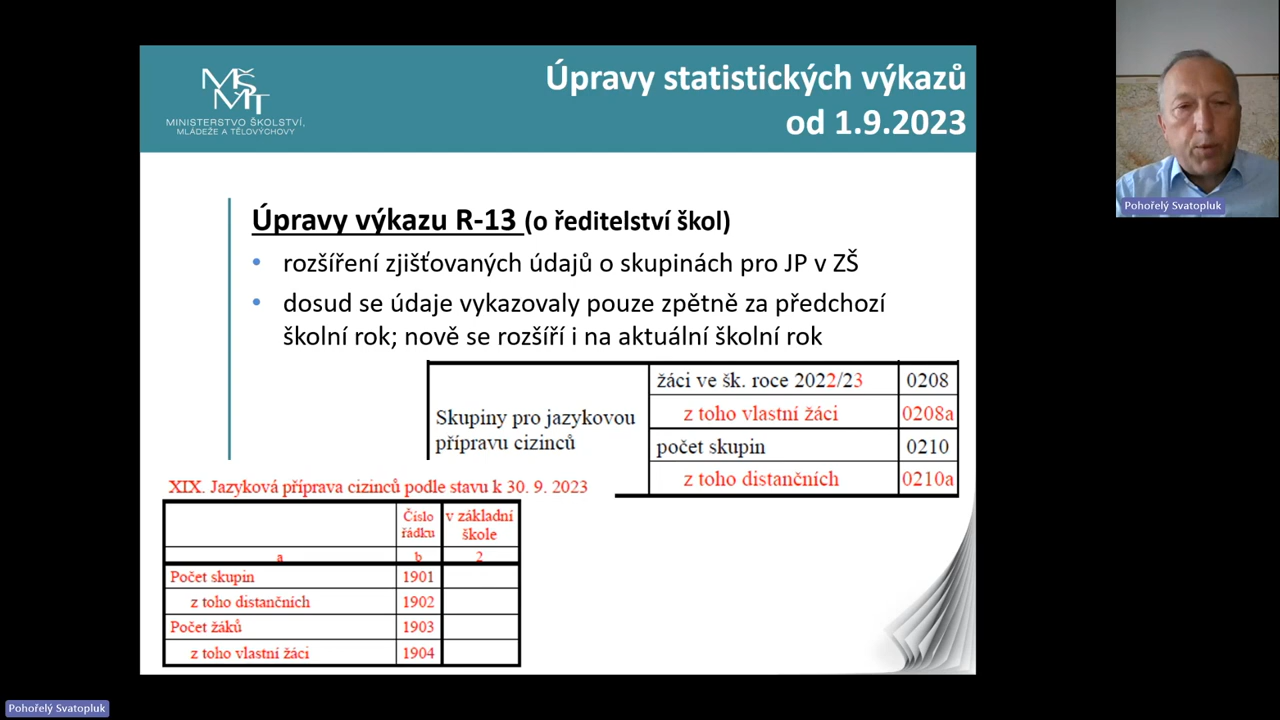 MŠMT
MINISTERSTVO ŠKOLSTVÍ,
MLÁDEŽE A TĚLOVÝCHOVY
Úpravy statistických výkazů
od 1.9.2023
Úpravy výkazu R-13 (o ředitelství škol)
• rozšíření zjišťovaných údajů o skupinách pro JP v ZŠ
• dosud se údaje vykazovaly pouze zpětně za předchozí
školní rok; nově se rozšíří i na aktuální školní rok
Skupiny pro jazykovou
přípravu cizinců
žáci ve šk. roce 2022/23 0208
z toho vlastní žáci 0208a
počet skupin 0210
z toho distančních 0210a
XIX. Jazyková příprava cizinců podle stavu k 30. 9. 2023
Číslo řádku
v základní škole
a b 2
Počet skupin 1901
z toho distančních 1902
Počet žáků 1903
z toho vlastní žáci 1904
Pohořelý Svatopluk
Pohořelý Svatopluk